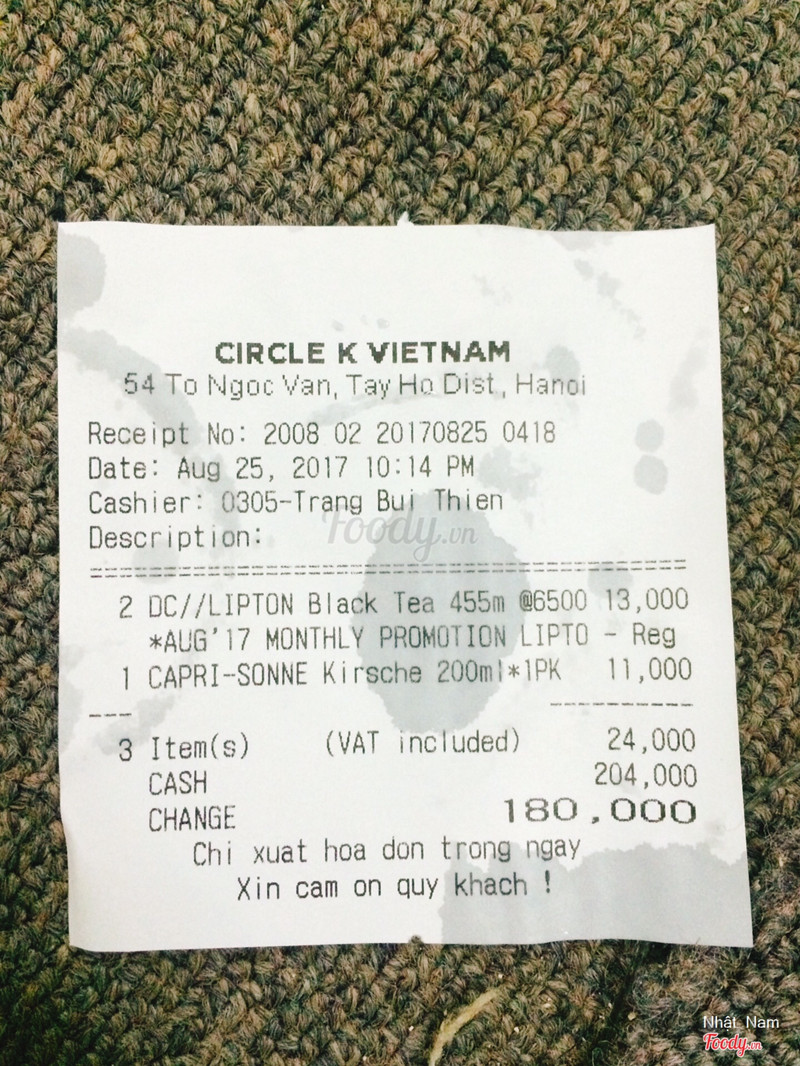 CIRCLE K VIETNAM
54 To Ngoc Van, Tay Ho Dist., Hanoi
Receipt No: 2008 02 20170825 0418
Date: Aug 25, 2017 10:14 PM
Cashier: 0305-Trang Bui Thien
Description:
Foody.vn
2 DC//LIPTON Black Tea 455m @6500 13,000
*AUG'17 MONTHLY PROMOTION LIPTO - Reg
1 CAPRI-SONNE Kirsche 200ml*1PK 11,000
3 Item(s) (VAT included) 24,000
CASH 204,000
CHANGE 180,000
Chi xuat hoa don trong ngay
Xin cam on quy khach !
Nhật Nam
Foody.vn